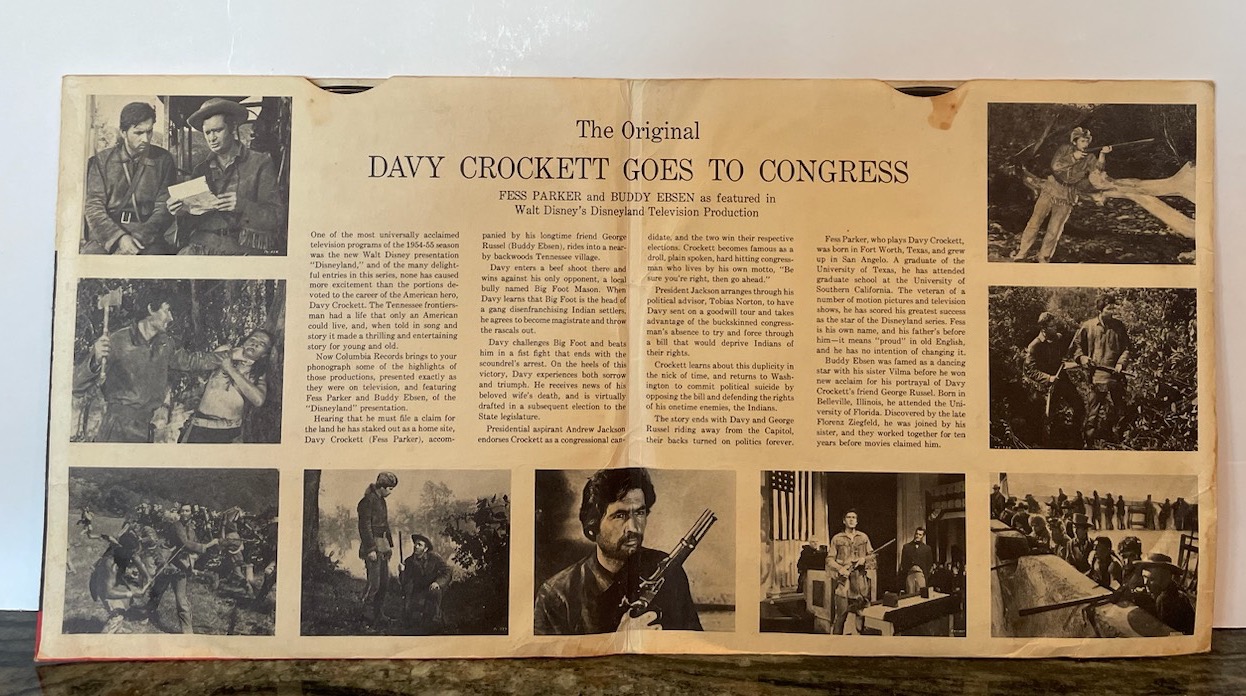 The Original
DAVY CROCKETT GOES TO CONGRESS
FESS PARKER and BUDDY EBSEN as featured in
Walt Disney's Disneyland Television Production
One of the most universally acclaimed
television programs of the 1954-55 season
was the new Walt Disney presentation
"Disneyland," and of the many delight-
ful entries in this series, none has caused
more excitement than the portions de-
voted to the career of the American hero,
Davy Crockett. The Tennessee frontiers-
man had a life that only an American
could live, and, when told in song and
story it made a thrilling and entertaining
story for young and old.
Now Columbia Records brings to your
phonograph some of the highlights of
those productions, presented exactly as
they were on television, and featuring
Fess Parker and Buddy Ebsen, of the
"Disneyland" presentation.
Hearing that he must file a claim for
the land he has staked out as a home site,
Davy Crockett (Fess Parker), accom-
panied by his longtime friend George
Russel (Buddy Ebsen), rides into a near-
by backwoods Tennessee village.
Davy enters a beef shoot there and
wins against his only opponent, a local
bully named Big Foot Mason. When
Davy learns that Big Foot is the head of
a gang disenfranchising Indian settlers,
he agrees to become magistrate and throw
the rascals out.
Davy challenges Big Foot and beats
him in a fist fight that ends with the
scoundrel's arrest. On the heels of this
victory, Davy experiences both sorrow
and triumph. He receives news of his
beloved wife's death, and is virtually
drafted in a subsequent election to the
State legislature.
Presidential aspirant Andrew Jackson
endorses Crockett as a congressional can-
didate, and the two win their respective
elections. Crockett becomes famous as a
droll, plain spoken, hard hitting congress-
man who lives by his own motto, "Be
sure you're right, then go ahead."
President Jackson arranges through his
political advisor, Tobias Norton, to have
Davy sent on a goodwill tour and takes
advantage of the buckskinned congress-
man's absence to try and force through
a bill that would deprive Indians of
their rights.
Crockett learns about this duplicity in
the nick of time, and returns to Wash-
ington to commit political suicide by
opposing the bill and defending the rights
of his onetime enemies, the Indians.
The story ends with Davy and George
Russel riding away from the Capitol,
their backs turned on politics forever.
Fess Parker, who plays Davy Crockett,
was born in Fort Worth, Texas, and grew
up in San Angelo. A graduate of the
University of Texas, he has attended
graduate school at the University of
Southern California. The veteran of a
number of motion pictures and television
shows, he has scored his greatest success
as the star of the Disneyland series. Fess
is his own name, and his father's before
him—it means "proud" in old English,
and he has no intention of changing it.
Buddy Ebsen was famed as a dancing
star with his sister Vilma before he won
new acclaim for his portrayal of Davy
Crockett's friend George Russel. Born in
Belleville, Illinois, he attended the Uni-
versity of Florida. Discovered by the late
Florenz Ziegfeld, he was joined by his
sister, and they worked together for ten
years before movies claimed him.